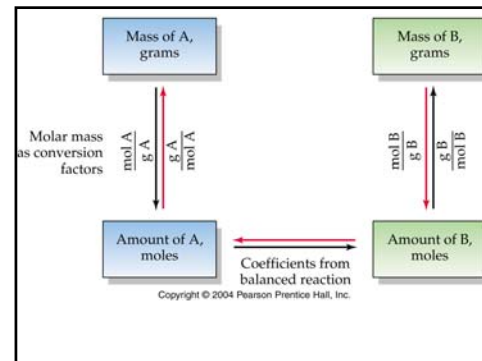 Mass of A,
grams
Mass of B,
grams
Molar mass
as conversion
factors
mol A
g A
g A
mol A
mol B
g B
g B
mol B
Amount of A,
moles
Amount of B,
moles
Coefficients from
balanced reaction
Copyright © 2004 Pearson Prentice Hall, Inc.